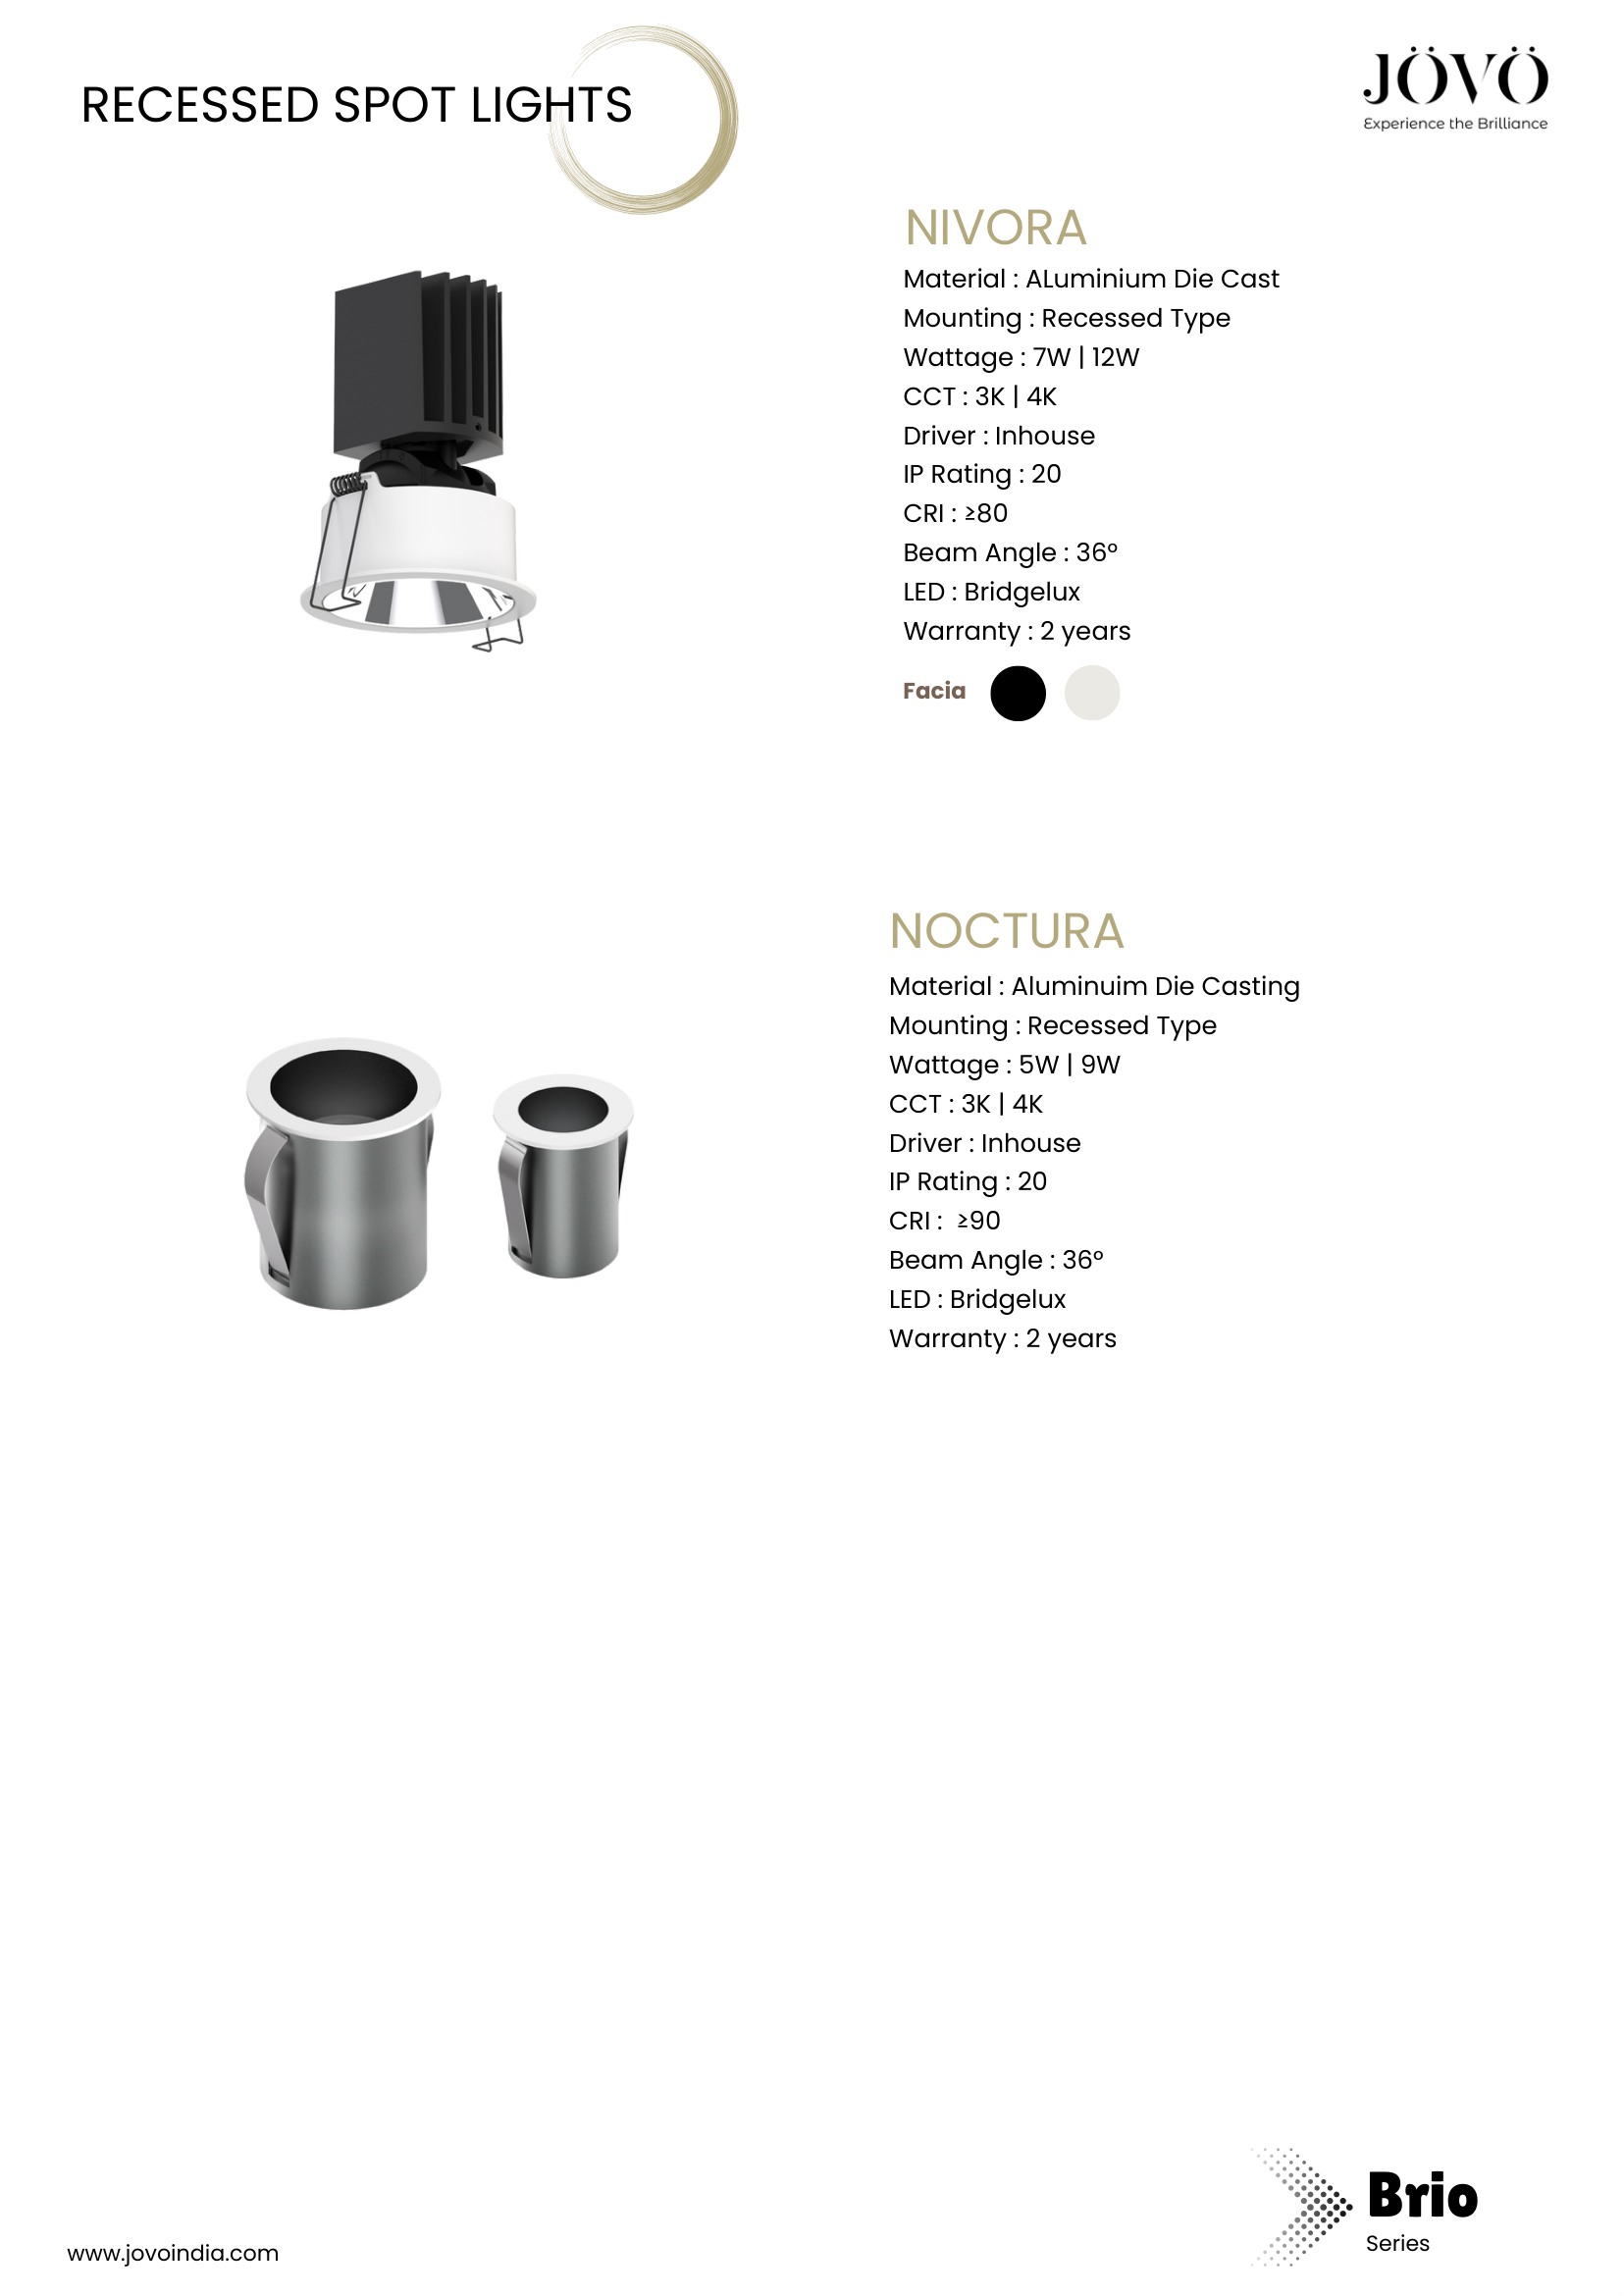 RECESSED SPOT LIGHTS
JÖVÖ
Experience the Brilliance
NIVORA
Material : ALuminium Die Cast
Mounting : Recessed Type
Wattage : 7W | 12W
CCT : 3K | 4K
Driver : Inhouse
IP Rating : 20
CRI : ≥80
Beam Angle : 36°
LED : Bridgelux
Warranty : 2 years
Facia
NOCTURA
Material : Aluminuim Die Casting
Mounting : Recessed Type
Wattage : 5W | 9W
CCT : 3K | 4K
Driver : Inhouse
IP Rating : 20
CRI :  ≥90
Beam Angle : 36°
LED : Bridgelux
Warranty : 2 years
Brio
Series
www.jovoindia.com